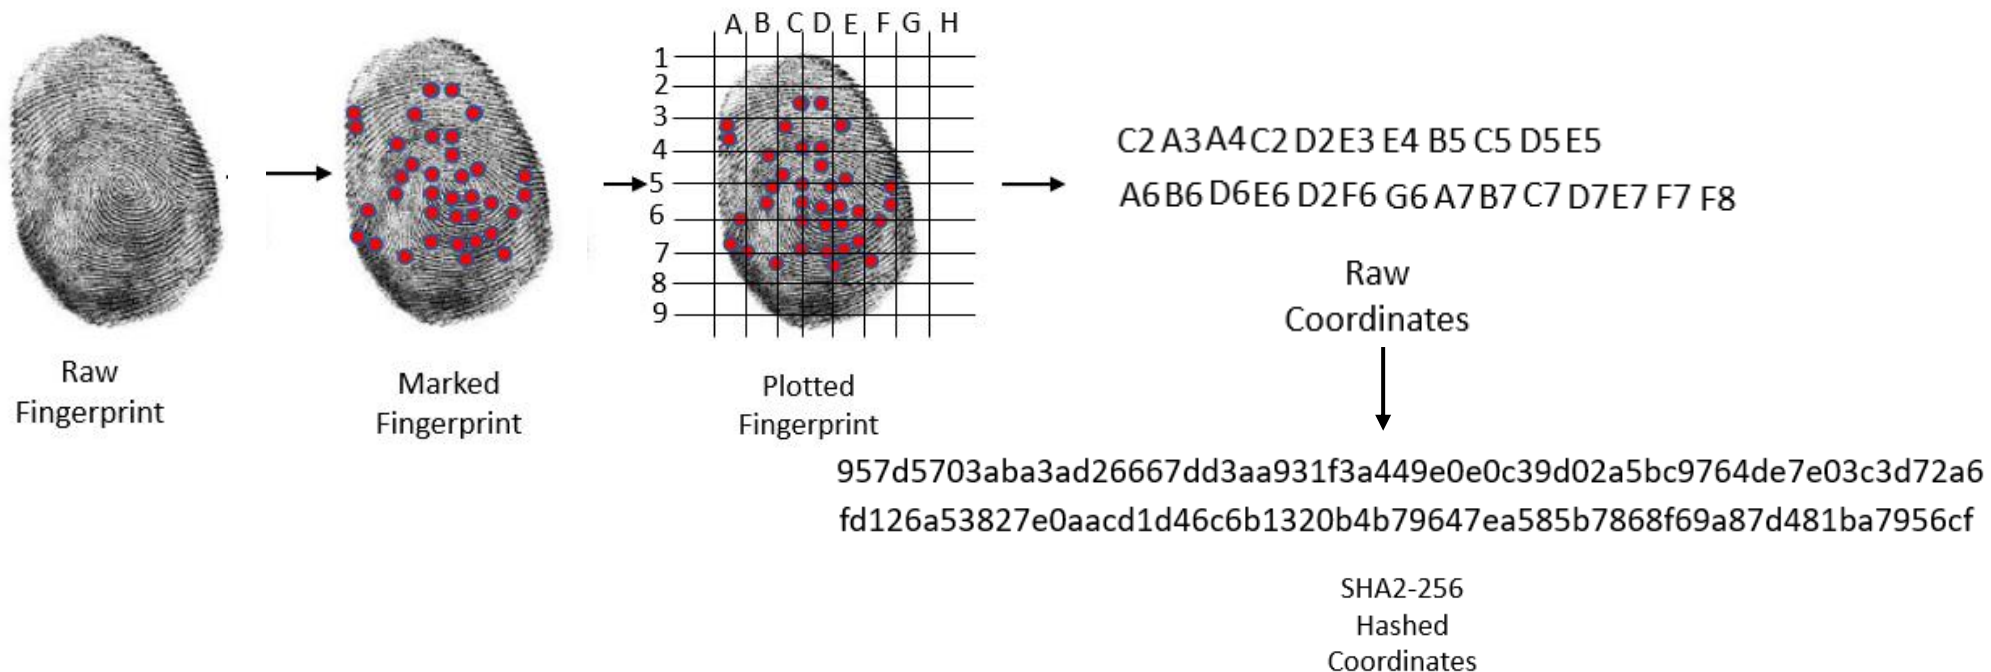 A B C D E F G H
1
2
3
4
5
6
7
8
9
C2 A3 A4 C2 D2 E3 E4 B5 C5 D5 E5
A6 B6 D6 E6 D2 F6 G6 A7 B7 C7 D7 E7 F7 F8
Raw
Coordinates
Raw
Fingerprint
Marked
Fingerprint
Plotted
Fingerprint
957d5703aba3ad26667dd3aa931f3a449e0e0c39d02a5bc9764de7e03c3d72a6
fd126a53827e0aacd1d46c6b1320b4b79647ea585b7868f69a87d481ba7956cf
SHA2-256
Hashed
Coordinates